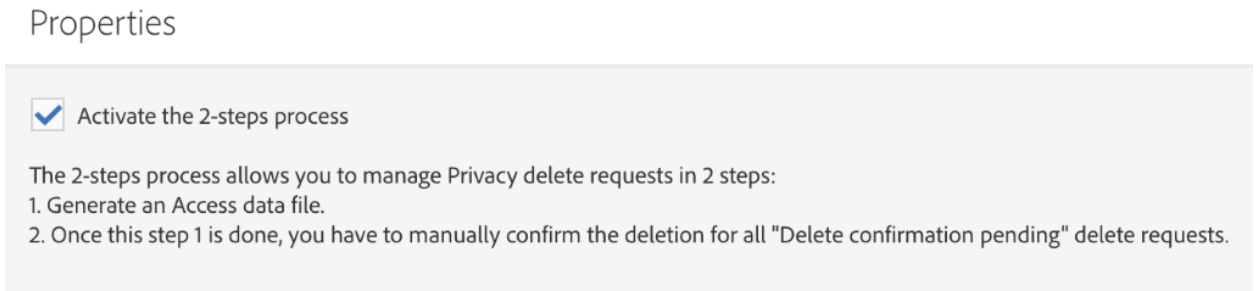 Properties
Activate the 2-steps process
The 2-steps process allows you to manage Privacy delete requests in 2 steps:
1. Generate an Access data file.
2. Once this step 1 is done, you have to manually confirm the deletion for all "Delete confirmation pending" delete requests.